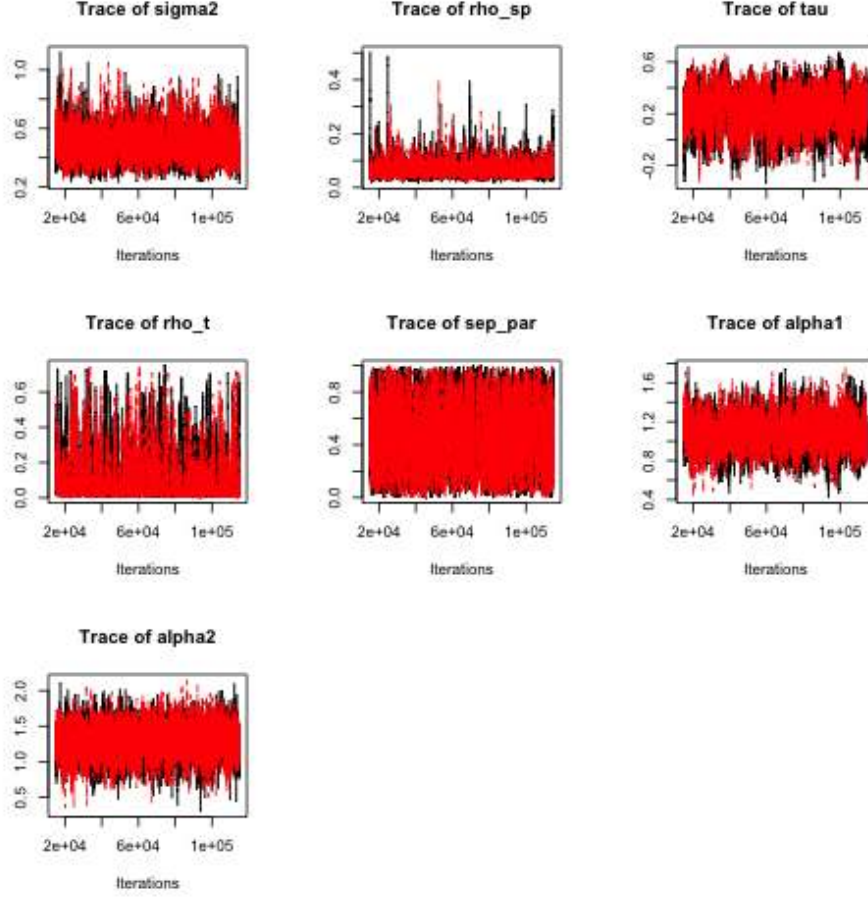 Trace of sigma2
Trace of rho_sp
Trace of tau
0.2 0.6 1.0
0.0 0.2 0.4
-0.2 0.2 0.6
2e+04 6e+04 1e+05
2e+04 6e+04 1e+05
2e+04 6e+04 1e+05
Iterations
Iterations
Iterations
Trace of rho_t
Trace of sep_par
Trace of alpha1
0.0 0.2 0.4 0.6
0.0 0.4 0.8
0.4 0.8 1.2 1.6
2e+04 6e+04 1e+05
2e+04 6e+04 1e+05
2e+04 6e+04 1e+05
Iterations
Iterations
Iterations
Trace of alpha2
0.5 1.0 1.5 2.0
2e+04 6e+04 1e+05
Iterations